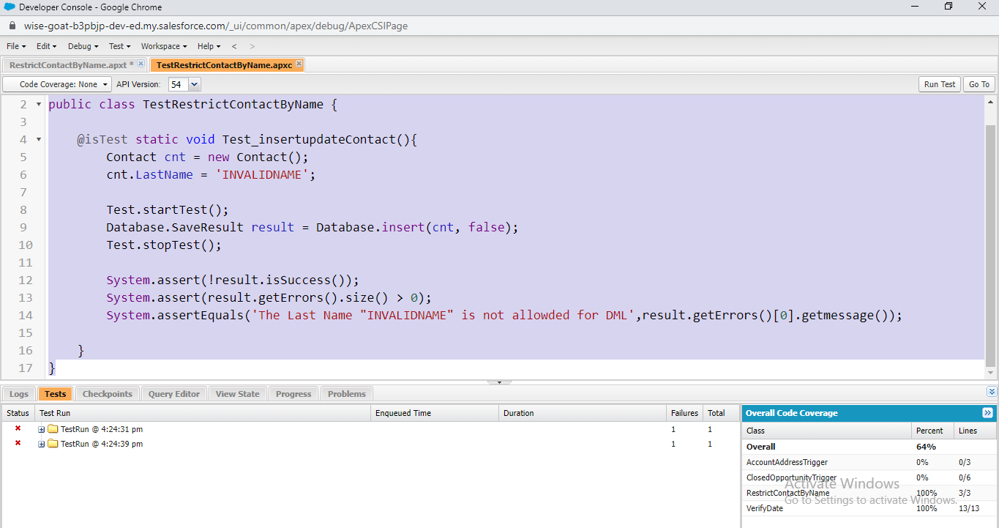 Developer Console - Google Chrome
wise-goat-b3pbjp-dev-ed.my.salesforce.com/_ui/common/apex/debug/ApexCSIPage
File Edit Debug Test Workspace Help < >
RestrictContactByName.apxt * TestRestrictContactByName.apxc
Code Coverage: None API Version: 54 Run Test Go To
2 public class TestRestrictContactByName {
3
4 @isTest static void Test_insertupdateContact(){
5 Contact cnt = new Contact();
6 cnt.LastName = 'INVALIDNAME';
7
8 Test.startTest();
9 Database.SaveResult result = Database.insert(cnt, false);
10 Test.stopTest();
11
12 System.assert(!result.isSuccess());
13 System.assert(result.getErrors().size() > 0);
14 System.assertEquals('The Last Name "INVALIDNAME" is not allowded for DML',result.getErrors()[0].getmessage());
15
16 }
17 }
Logs Tests Checkpoints Query Editor View State Progress Problems
Status Test Run Enqueued Time Duration Failures Total
TestRun @ 4:24:31 pm 1 1
TestRun @ 4:24:39 pm 1 1
Overall Code Coverage
Class Percent Lines
Overall 64%
AccountAddressTrigger 0% 0/3
ClosedOpportunityTrigger 0% 0/6
RestrictContactByName 100% 3/3
VerifyDate 100% 13/13
Activate Windows
Go to Settings to activate Windows.